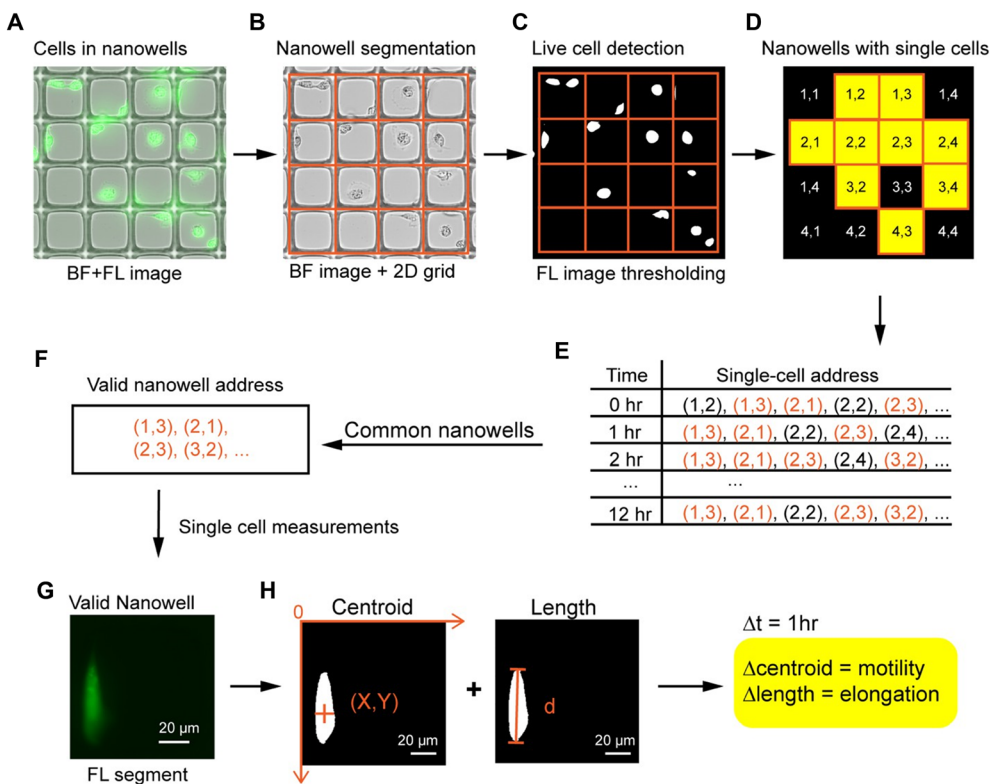 A
Cells in nanowells
BF+FL image
B
Nanowell segmentation
BF image + 2D grid
C
Live cell detection
FL image thresholding
D
Nanowells with single cells
1,1 1,2 1,3 1,4
2,1 2,2 2,3 2,4
1,4 3,2 3,3 3,4
4,1 4,2 4,3 4,4
E
Time Single-cell address
0 hr (1,2), (1,3), (2,1), (2,2), (2,3), ...
1 hr (1,3), (2,1), (2,2), (2,3), (2,4), ...
2 hr (1,3), (2,1), (2,3), (2,4), (3,2), ...
... ...
12 hr (1,3), (2,1), (2,2), (2,3), (3,2), ...
Common nanowells
F
Valid nanowell address
(1,3), (2,1),
(2,3), (3,2), ...
Single cell measurements
G
Valid Nanowell
20 µm
FL segment
H
0
Centroid
(X,Y)
20 µm
+
Length
d
20 µm
Δt = 1hr
Δcentroid = motility
Δlength = elongation